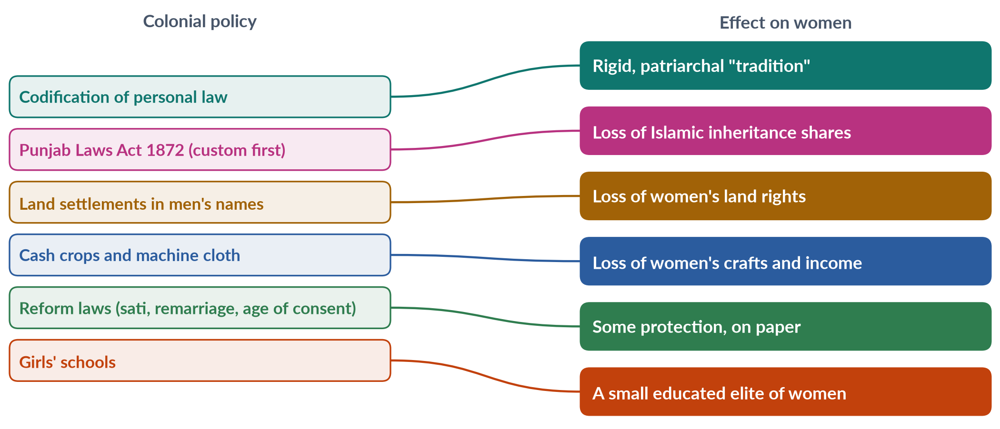 Colonial policy
Effect on women
Codification of personal law
Rigid, patriarchal "tradition"
Punjab Laws Act 1872 (custom first)
Loss of Islamic inheritance shares
Land settlements in men's names
Loss of women's land rights
Cash crops and machine cloth
Loss of women's crafts and income
Reform laws (sati, remarriage, age of consent)
Some protection, on paper
Girls' schools
A small educated elite of women